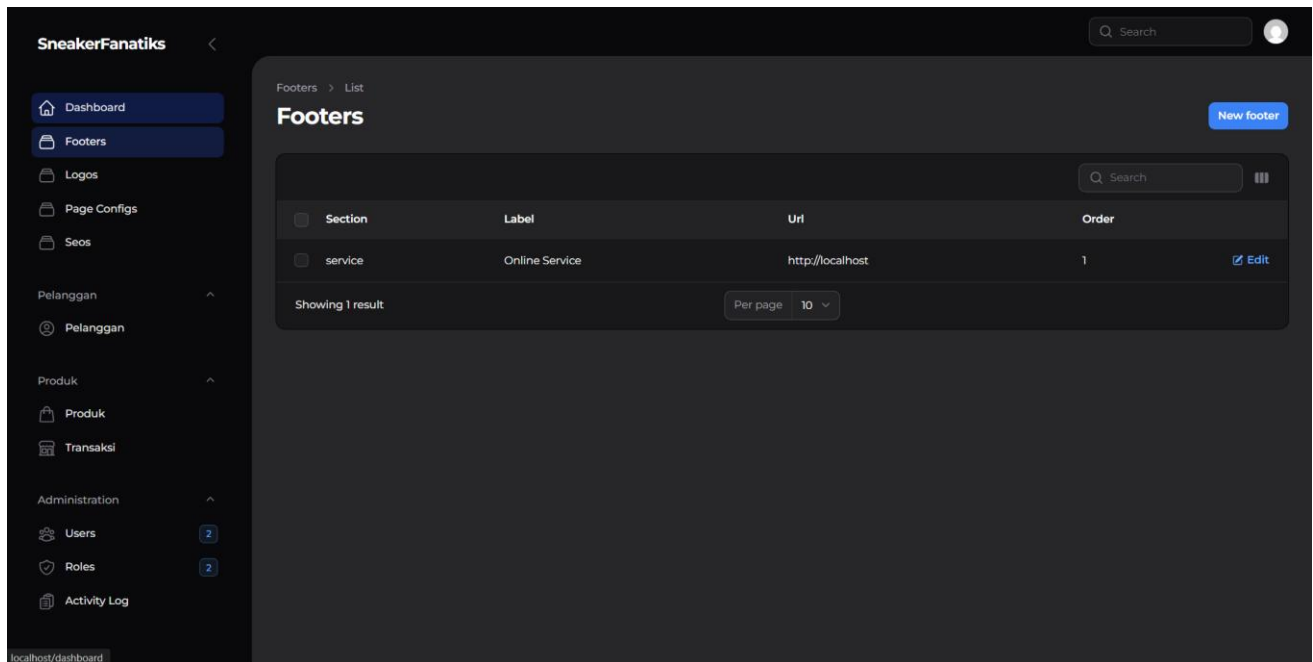 SneakerFanatiks
Search
Dashboard
Footers
Logos
Page Configs
Seos
Pelanggan
Pelanggan
Produk
Produk
Transaksi
Administration
Users 2
Roles 2
Activity Log
Footers > List
Footers
New footer
Search
Section Label Url Order
service Online Service http://localhost 1 Edit
Showing 1 result Per page 10
localhost/dashboard